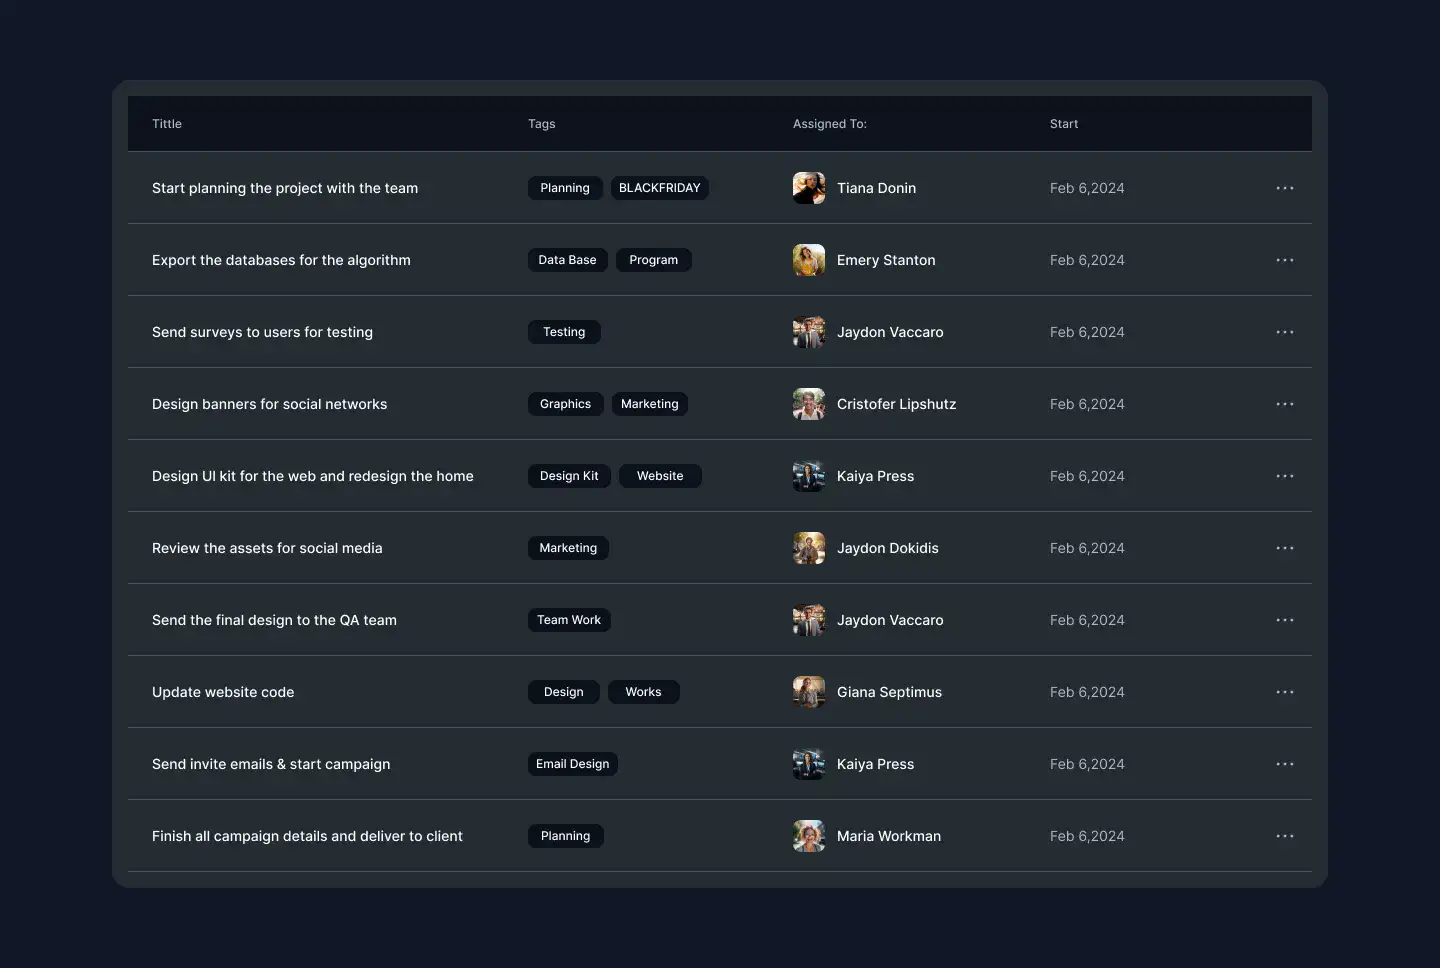 Tittle Tags Assigned To: Start
Start planning the project with the team Planning BLACKFRIDAY Tiana Donin Feb 6,2024
Export the databases for the algorithm Data Base Program Emery Stanton Feb 6,2024
Send surveys to users for testing Testing Jaydon Vaccaro Feb 6,2024
Design banners for social networks Graphics Marketing Cristofer Lipshutz Feb 6,2024
Design UI kit for the web and redesign the home Design Kit Website Kaiya Press Feb 6,2024
Review the assets for social media Marketing Jaydon Dokidis Feb 6,2024
Send the final design to the QA team Team Work Jaydon Vaccaro Feb 6,2024
Update website code Design Works Giana Septimus Feb 6,2024
Send invite emails & start campaign Email Design Kaiya Press Feb 6,2024
Finish all campaign details and deliver to client Planning Maria Workman Feb 6,2024